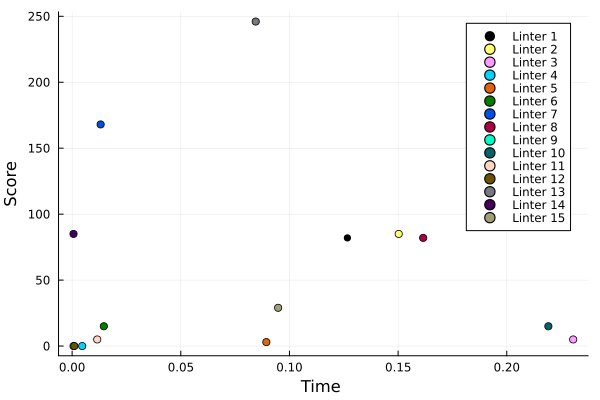 250
200
150
100
50
0
Score
0.00 0.05 0.10 0.15 0.20
Time
Linter 1
Linter 2
Linter 3
Linter 4
Linter 5
Linter 6
Linter 7
Linter 8
Linter 9
Linter 10
Linter 11
Linter 12
Linter 13
Linter 14
Linter 15